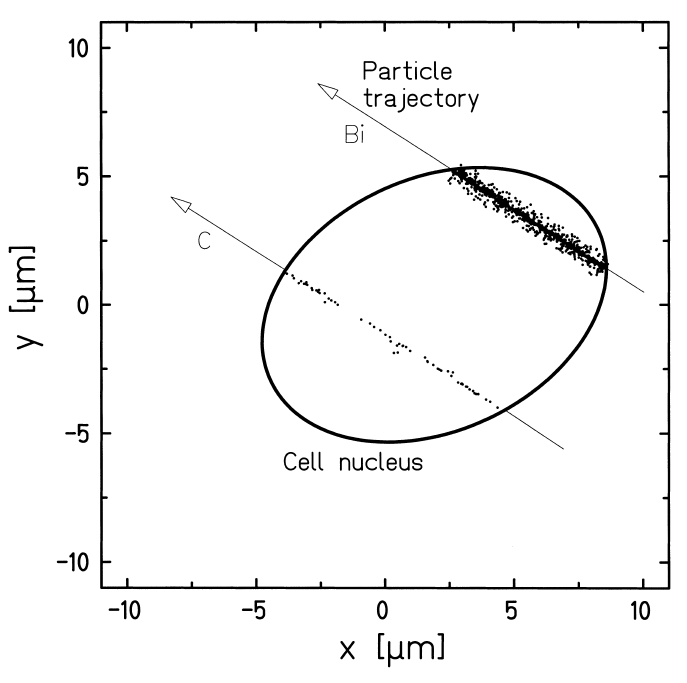 10
5
0
−5
−10
y [μm]
Particle
trajectory
Bi
C
Cell nucleus
−10 −5 0 5 10
x [μm]